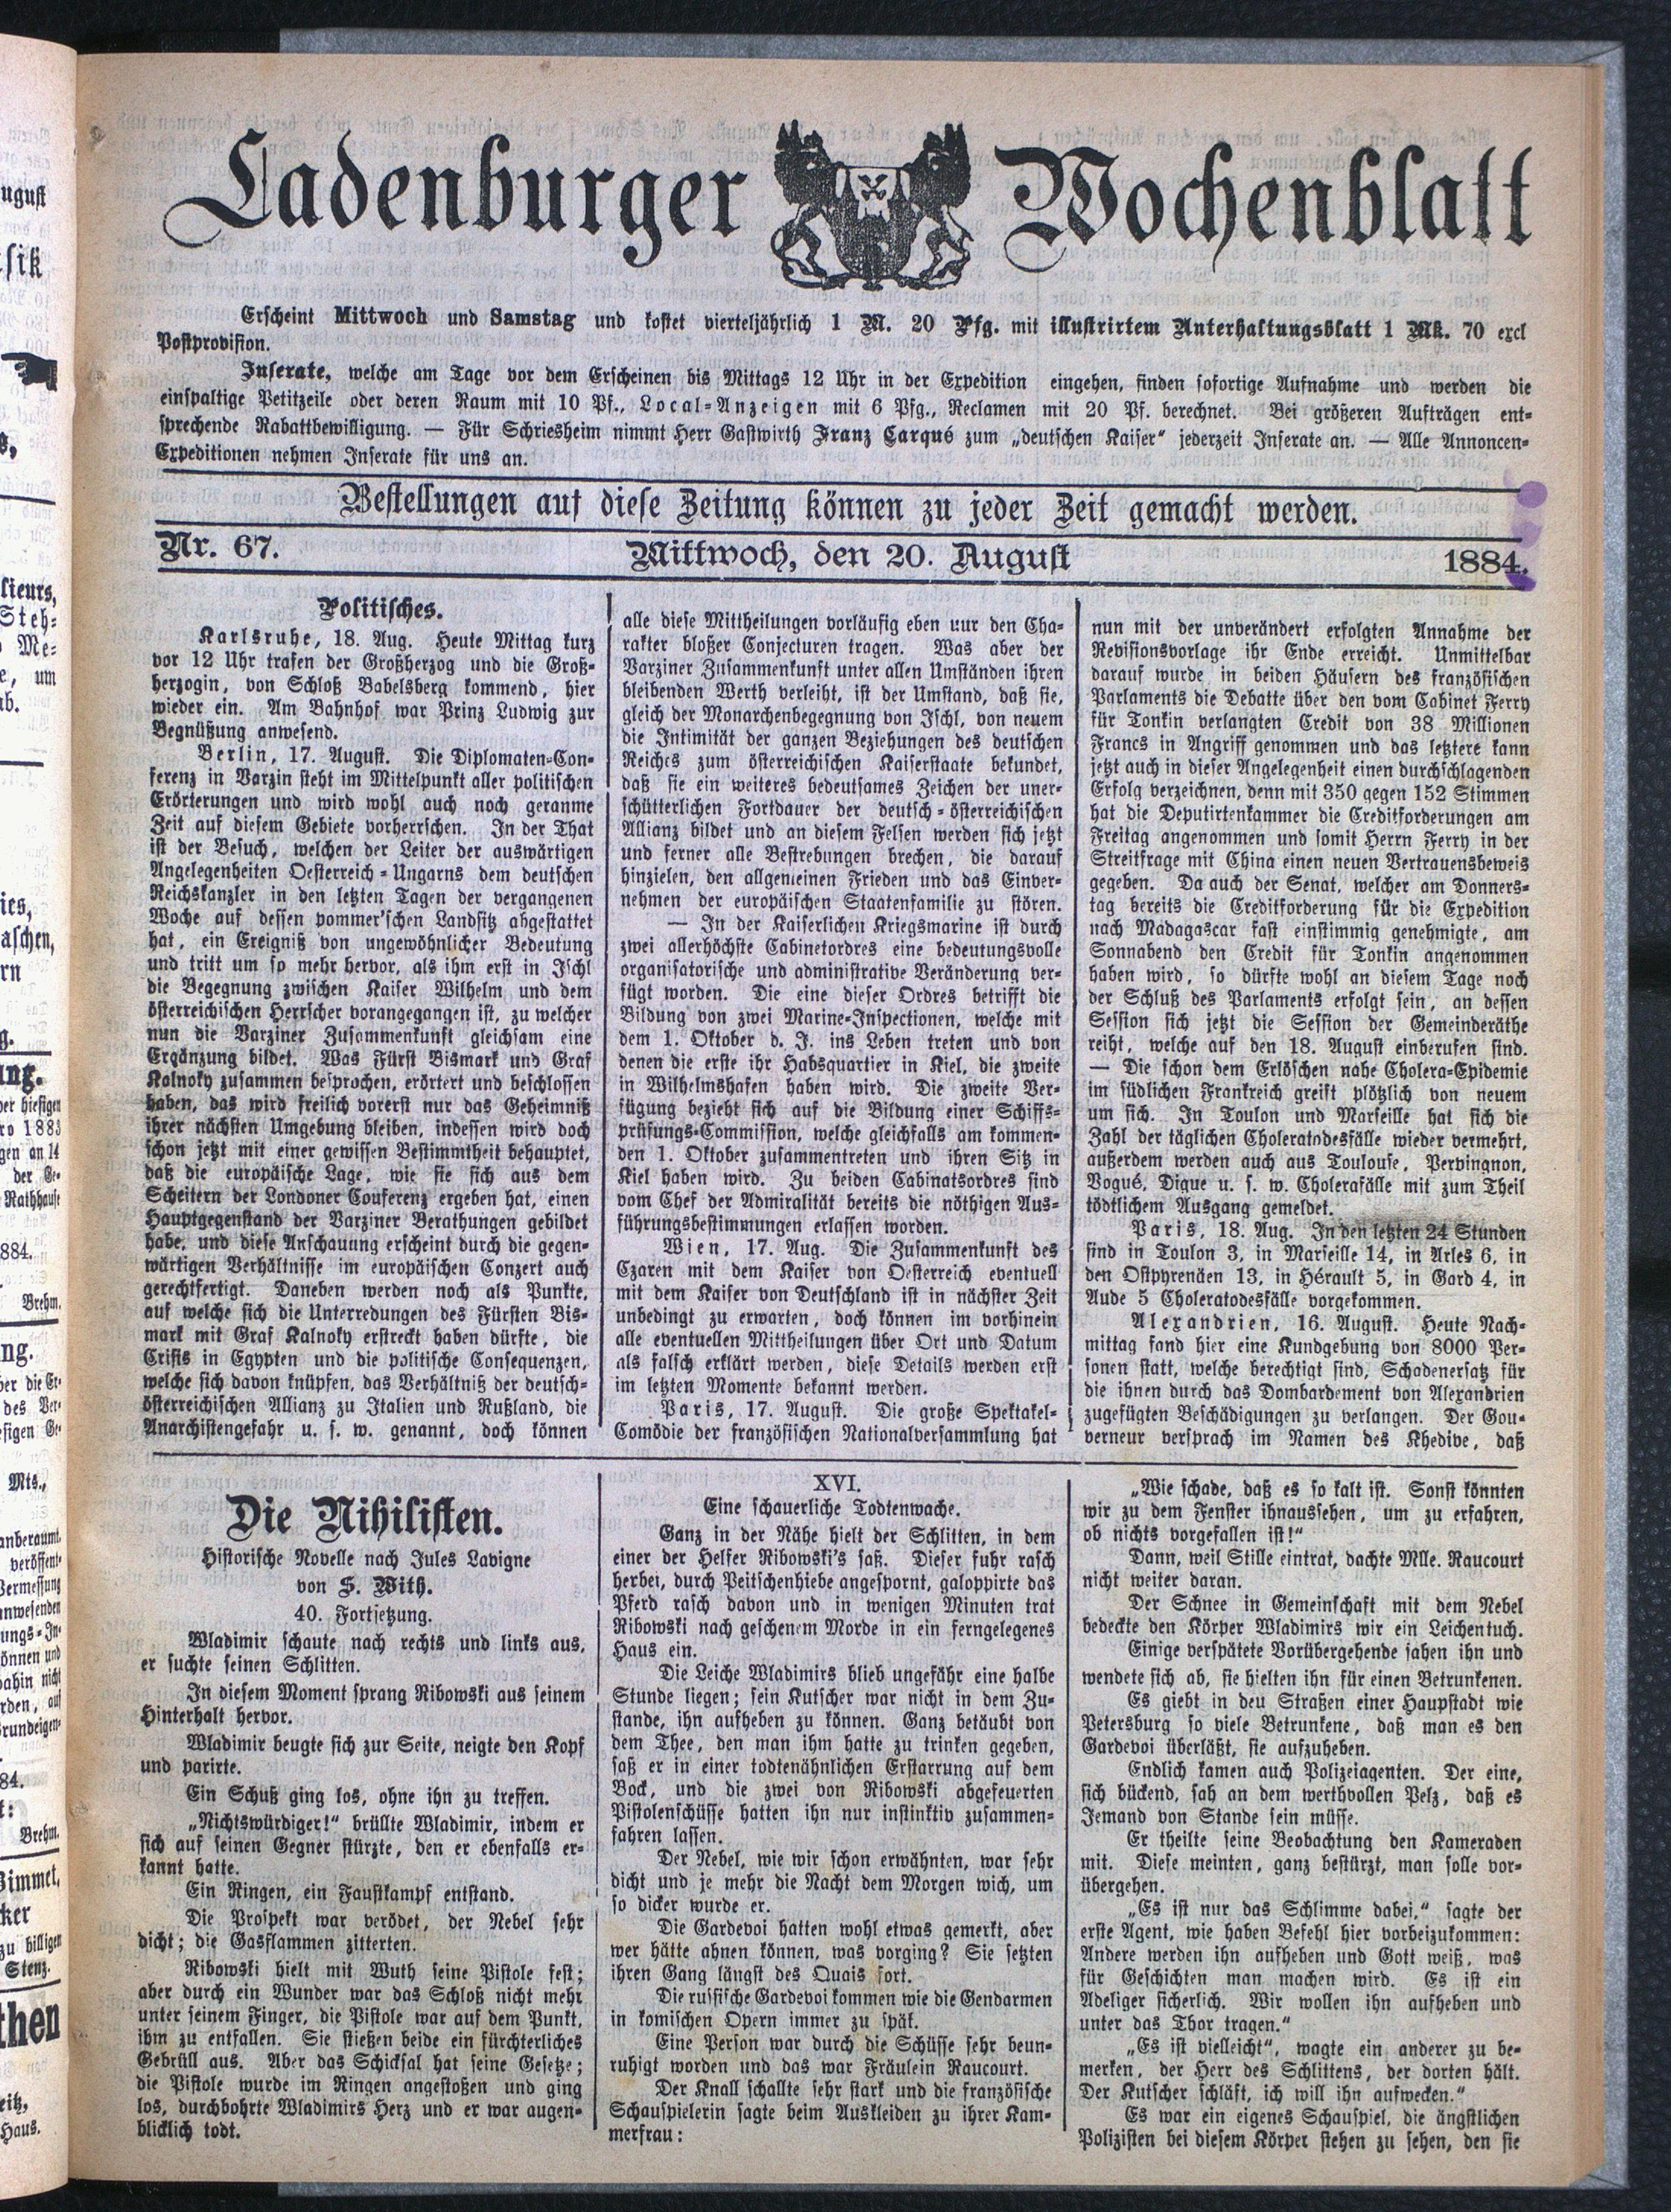 Ladenburger Wochenblatt
Erscheint Mittwoch und Samstag und kostet vierteljährlich 1 M. 20 Pfg. mit illustrirtem Unterhaltungsblatt 1 Mk. 70 excl
Postprovision.
Inserate, welche am Tage vor dem Erscheinen bis Mittags 12 Uhr in der Expedition eingehen, finden sofortige Aufnahme und werden die
einspaltige Petitzeile oder deren Raum mit 10 Pf., Local-Anzeigen mit 6 Pfg., Reclamen mit 20 Pf. berechnet. Bei größeren Aufträgen ent-
sprechende Rabattbewilligung. — Für Schriesheim nimmt Herr Gastwirth Franz Carqué zum „deutschen Kaiser“ jederzeit Inserate an. — Alle Annoncen-
Expeditionen nehmen Inserate für uns an.
Bestellungen auf diese Zeitung können zu jeder Zeit gemacht werden.
Nr. 67. Mittwoch, den 20. August 1884.
Politisches.
Karlsruhe, 18. Aug. Heute Mittag kurz
vor 12 Uhr trafen der Großherzog und die Groß-
herzogin, von Schloß Babelsberg kommend, hier
wieder ein. Am Bahnhof war Prinz Ludwig zur
Begnüßung anwesend.
Berlin, 17. August. Die Diplomaten-Con-
ferenz in Varzin steht im Mittelpunkt aller politischen
Erörterungen und wird wohl auch noch geranme
Zeit auf diesem Gebiete vorherrschen. In der That
ist der Besuch, welchen der Leiter der auswärtigen
Angelegenheiten Oesterreich-Ungarns dem deutschen
Reichskanzler in den letzten Tagen der vergangenen
Woche auf dessen pommer'schen Landsitz abgestattet
hat, ein Ereigniß von ungewöhnlicher Bedeutung
und tritt um so mehr hervor, als ihm erst in Ischl
die Begegnung zwischen Kaiser Wilhelm und dem
österreichischen Herrscher vorangegangen ist, zu welcher
nun die Varziner Zusammenkunft gleichsam eine
Ergänzung bildet. Was Fürst Bismark und Graf
Kalnoky zusammen besprochen, erörtert und beschlossen
haben, das wird freilich vorerst nur das Geheimniß
ihrer nächsten Umgebung bleiben, indessen wird doch
schon jetzt mit einer gewissen Bestimmtheit behauptet,
daß die europäische Lage, wie sie sich aus dem
Scheitern der Londoner Conferenz ergeben hat, einen
Hauptgegenstand der Varziner Berathungen gebildet
habe, und diese Anschauung erscheint durch die gegen-
wärtigen Verhältnisse im europäischen Conzert auch
gerechtfertigt. Daneben werden noch als Punkte,
auf welche sich die Unterredungen des Fürsten Bis-
mark mit Graf Kalnoky erstreckt haben dürfte, die
Crisis in Egypten und die politische Consequenzen,
welche sich davon knüpfen, das Verhältniß der deutsch-
österreichischen Allianz zu Italien und Rußland, die
Anarchistengefahr u. s. w. genannt, doch können
alle diese Mittheilungen vorläufig eben nur den Cha-
rakter bloßer Conjecturen tragen. Was aber der
Varziner Zusammenkunft unter allen Umständen ihren
bleibenden Werth verleiht, ist der Umstand, daß sie,
gleich der Monarchenbegegnung von Ischl, von neuem
die Intimität der ganzen Beziehungen des deutschen
Reiches zum österreichischen Kaiserstaate bekundet,
daß sie ein weiteres bedeutsames Zeichen der uner-
schütterlichen Fortdauer der deutsch-österreichischen
Allianz bildet und an diesem Felsen werden sich jetzt
und ferner alle Bestrebungen brechen, die darauf
hinzielen, den allgemeinen Frieden und das Einver-
nehmen der europäischen Staatenfamilie zu stören.
— In der Kaiserlichen Kriegsmarine ist durch
zwei allerhöchste Cabinetordres eine bedeutungsvolle
organisatorische und administrative Veränderung ver-
fügt worden. Die eine dieser Ordres betrifft die
Bildung von zwei Marine-Inspectionen, welche mit
dem 1. Oktober d. J. ins Leben treten und von
denen die erste ihr Habsquartier in Kiel, die zweite
in Wilhelmshafen haben wird. Die zweite Ver-
fügung bezieht sich auf die Bildung einer Schiffs-
prüfungs-Commission, welche gleichfalls am kommen-
den 1. Oktober zusammentreten und ihren Sitz in
Kiel haben wird. Zu beiden Cabinatsordres sind
vom Chef der Admiralität bereits die nöthigen Aus-
führungsbestimmungen erlassen worden.
Wien, 17. Aug. Die Zusammenkunft des
Czaren mit dem Kaiser von Oesterreich eventuell
mit dem Kaiser von Deutschland ist in nächster Zeit
unbedingt zu erwarten, doch können im vorhinein
alle eventuellen Mittheilungen über Ort und Datum
als falsch erklärt werden, diese Details werden erst
im letzten Momente bekannt werden.
Paris, 17. August. Die große Spektakel-
Comödie der französischen Nationalversammlung hat
nun mit der unverändert erfolgten Annahme der
Revisionsvorlage ihr Ende erreicht. Unmittelbar
darauf wurde in beiden Häusern des französischen
Parlaments die Debatte über den vom Cabinet Ferry
für Tonkin verlangten Credit von 38 Millionen
Francs in Angriff genommen und das letztere kann
jetzt auch in dieser Angelegenheit einen durchschlagenden
Erfolg verzeichnen, denn mit 350 gegen 152 Stimmen
hat die Deputirtenkammer die Creditforderungen am
Freitag angenommen und somit Herrn Ferry in der
Streitfrage mit China einen neuen Vertrauensbeweis
gegeben. Da auch der Senat, welcher am Donners-
tag bereits die Creditforderung für die Expedition
nach Madagascar fast einstimmig genehmigte, am
Sonnabend den Credit für Tonkin angenommen
haben wird, so dürfte wohl an diesem Tage noch
der Schluß des Parlaments erfolgt sein, an dessen
Session sich jetzt die Session der Gemeinderäthe
reiht, welche auf den 18. August einberufen sind.
— Die schon dem Erlöschen nahe Cholera-Epidemie
im südlichen Frankreich greift plötzlich von neuem
um sich. In Toulon und Marseille hat sich die
Zahl der täglichen Choleratodesfälle wieder vermehrt,
außerdem werden auch aus Toulouse, Pervingnon,
Vogué, Digue u. s. w. Cholerafälle mit zum Theil
tödtlichem Ausgang gemeldet.
Paris, 18. Aug. In den letzten 24 Stunden
sind in Toulon 3, in Marseille 14, in Arles 6, in
den Ostpyrenäen 13, in Hérault 5, in Gard 4, in
Aude 5 Choleratodesfälle vorgekommen.
Alexandrien, 16. August. Heute Nach-
mittag fand hier eine Kundgebung von 8000 Per-
sonen statt, welche berechtigt sind, Schadenersatz für
die ihnen durch das Dombardement von Alexandrien
zugefügten Beschädigungen zu verlangen. Der Gou-
verneur versprach im Namen des Khedive, daß
Die Nihilisten.
Historische Novelle nach Jules Lavigne
von S. With.
40. Fortsetzung.
Wladimir schaute nach rechts und links aus,
er suchte seinen Schlitten.
In diesem Moment sprang Ribowski aus seinem
Hinterhalt hervor.
Wladimir beugte sich zur Seite, neigte den Kopf
und parirte.
Ein Schuß ging los, ohne ihn zu treffen.
„Nichtswürdiger!“ brüllte Wladimir, indem er
sich auf seinen Gegner stürzte, den er ebenfalls er-
kannt hatte.
Ein Ringen, ein Faustkampf entstand.
Die Prospekt war verödet, der Nebel sehr
dicht; die Gasflammen zitterten.
Ribowski hielt mit Wuth seine Pistole fest;
aber durch ein Wunder war das Schloß nicht mehr
unter seinem Finger, die Pistole war auf dem Punkt,
ihm zu entfallen. Sie stießen beide ein fürchterliches
Gebrüll aus. Aber das Schicksal hat seine Gesetze;
die Pistole wurde im Ringen angestoßen und ging
los, durchbohrte Wladimirs Herz und er war augen-
blicklich todt.
XVI.
Eine schauerliche Todtenwache.
Ganz in der Nähe hielt der Schlitten, in dem
einer der Helfer Ribowski's saß. Dieser fuhr rasch
herbei, durch Peitschenhiebe angespornt, galoppirte das
Pferd rasch davon und in wenigen Minuten trat
Ribowski nach geschenem Morde in ein ferngelegenes
Haus ein.
Die Leiche Wladimirs blieb ungefähr eine halbe
Stunde liegen; sein Kutscher war nicht in dem Zu-
stande, ihn aufheben zu können. Ganz betäubt von
dem Thee, den man ihm hatte zu trinken gegeben,
saß er in einer todtenähnlichen Erstarrung auf dem
Bock, und die zwei von Ribowski abgefeuerten
Pistolenschüsse hatten ihn nur instinktiv zusammen-
fahren lassen.
Der Nebel, wie wir schon erwähnten, war sehr
dicht und je mehr die Nacht dem Morgen wich, um
so dicker wurde er.
Die Gardevoi hatten wohl etwas gemerkt, aber
wer hätte ahnen können, was vorging? Sie setzten
ihren Gang längst des Quais fort.
Die russische Gardevoi kommen wie die Gendarmen
in komischen Opern immer zu spät.
Eine Person war durch die Schüsse sehr beun-
ruhigt worden und das war Fräulein Raucourt.
Der Knall schallte sehr stark und die französische
Schauspielerin sagte beim Auskleiden zu ihrer Kam-
merfrau:
„Wie schade, daß es so kalt ist. Sonst könnten
wir zu dem Fenster ihnaussehen, um zu erfahren,
ob nichts vorgefallen ist!“
Dann, weil Stille eintrat, dachte Mlle. Raucourt
nicht weiter daran.
Der Schnee in Gemeinschaft mit dem Nebel
bedeckte den Körper Wladimirs wir ein Leichentuch.
Einige verspätete Vorübergehende sahen ihn und
wendete sich ab, sie hielten ihn für einen Betrunkenen.
Es giebt in deu Straßen einer Haupstadt wie
Petersburg so viele Betrunkene, daß man es den
Gardevoi überläßt, sie aufzuheben.
Endlich kamen auch Polizeiagenten. Der eine,
sich bückend, sah an dem werthvollen Pelz, daß es
Jemand von Stande sein müsse.
Er theilte seine Beobachtung den Kameraden
mit. Diese meinten, ganz bestürzt, man solle vor-
übergehen.
„Es ist nur das Schlimme dabei,“ sagte der
erste Agent, wie haben Befehl hier vorbeizukommen:
Andere werden ihn aufheben und Gott weiß, was
für Geschichten man machen wird. Es ist ein
Adeliger sicherlich. Wir wollen ihn aufheben und
unter das Thor tragen.“
„Es ist vielleicht“, wagte ein anderer zu be-
merken, der Herr des Schlittens, der dorten hält.
Der Kutscher schläft, ich will ihn aufwecken.“
Es war ein eigenes Schauspiel, die ängstlichen
Polizisten bei diesem Körper stehen zu sehen, den sie